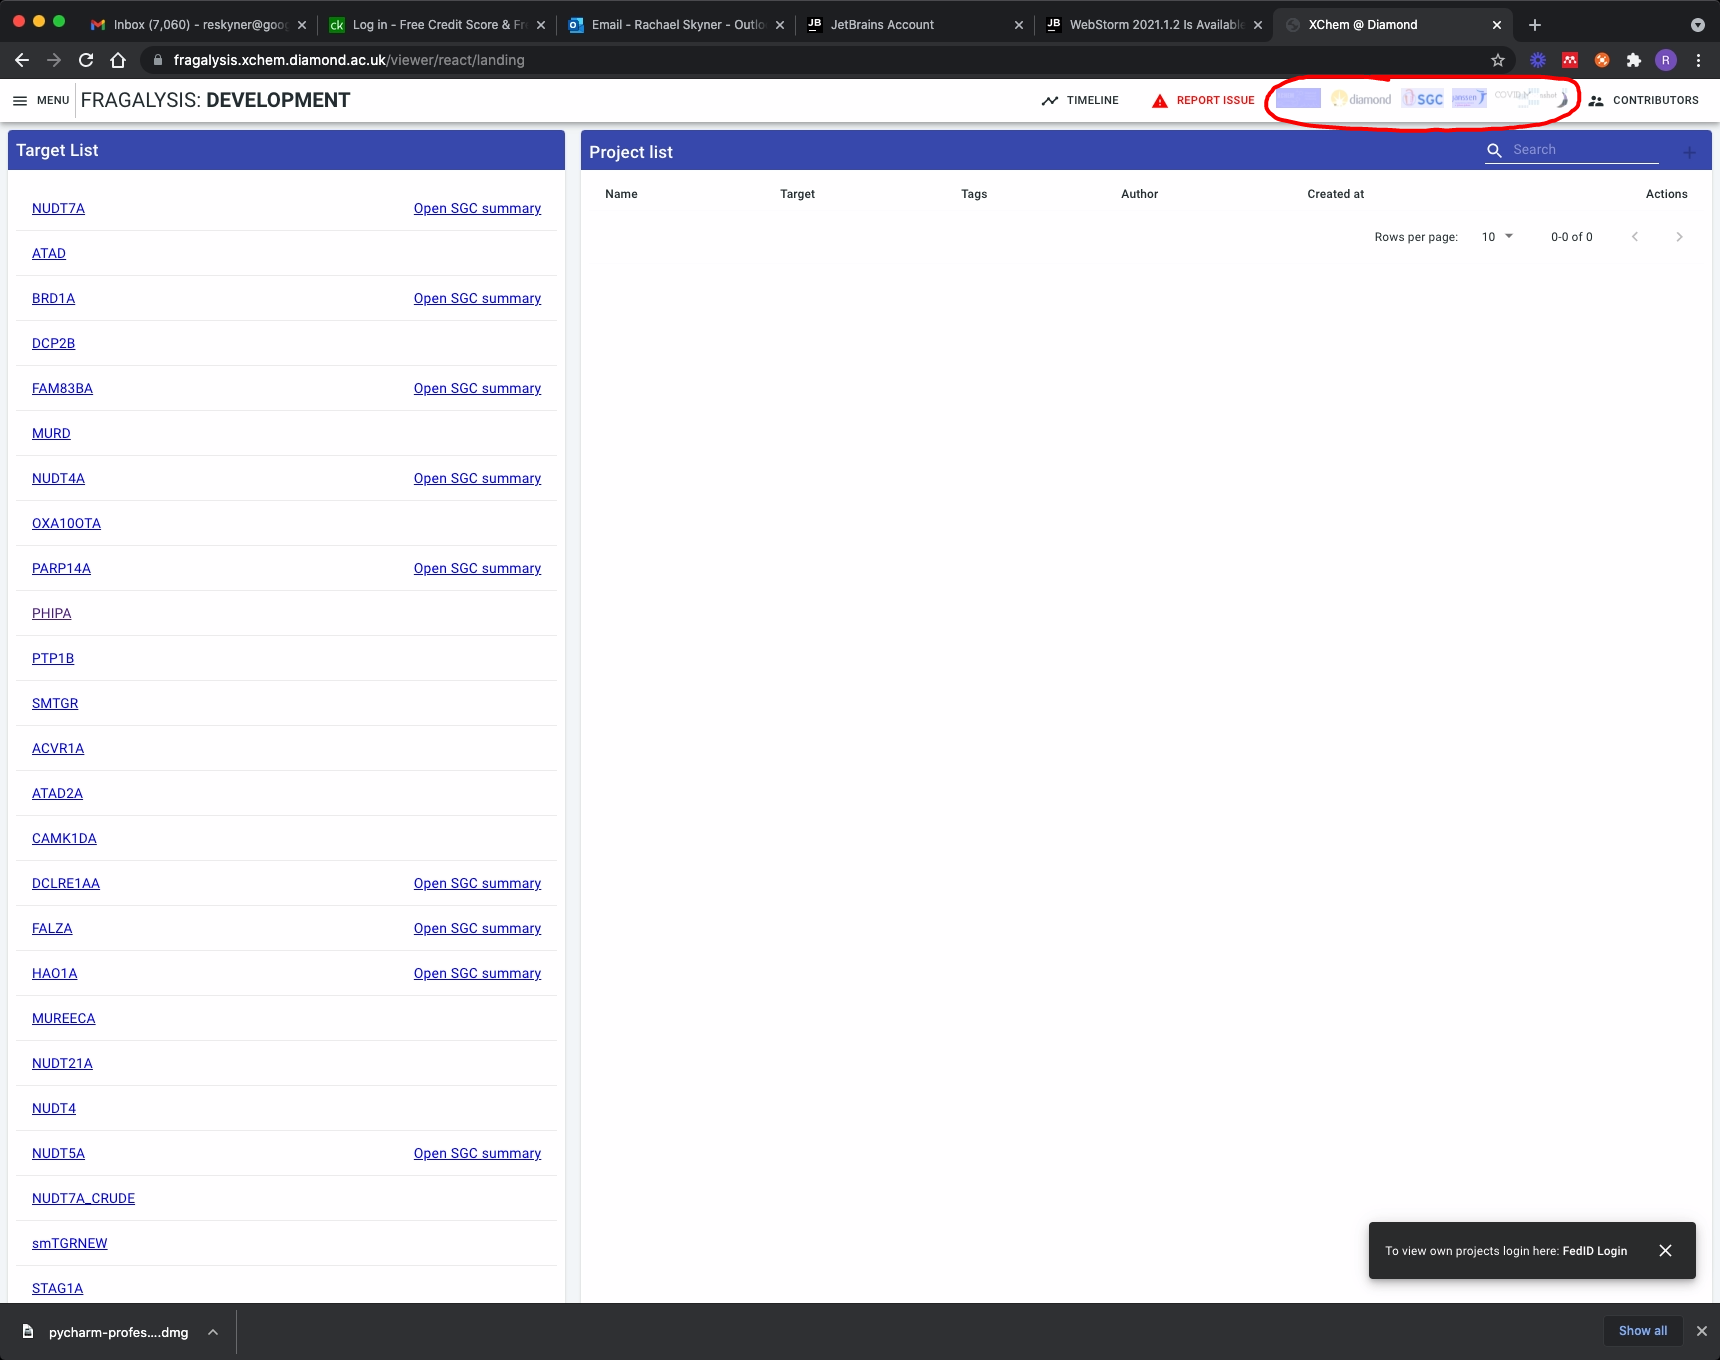 Inbox (7,060) - reskyner@goog
Log in - Free Credit Score & Fre
Email - Rachael Skyner - Outlo
JetBrains Account
WebStorm 2021.1.2 Is Available
XChem @ Diamond
fragalysis.xchem.diamond.ac.uk/viewer/react/landing
R
MENU
FRAGALYSIS: DEVELOPMENT
TIMELINE
REPORT ISSUE
diamond
SGC
janssen
COVID
CONTRIBUTORS
Target List
NUDT7A Open SGC summary
ATAD
BRD1A Open SGC summary
DCP2B
FAM83BA Open SGC summary
MURD
NUDT4A Open SGC summary
OXA10OTA
PARP14A Open SGC summary
PHIPA
PTP1B
SMTGR
ACVR1A
ATAD2A
CAMK1DA
DCLRE1AA Open SGC summary
FALZA Open SGC summary
HAO1A Open SGC summary
MUREECA
NUDT21A
NUDT4
NUDT5A Open SGC summary
NUDT7A_CRUDE
smTGRNEW
STAG1A
Project list
Search
Name Target Tags Author Created at Actions
Rows per page: 10 0-0 of 0
To view own projects login here: FedID Login
pycharm-profes....dmg
Show all